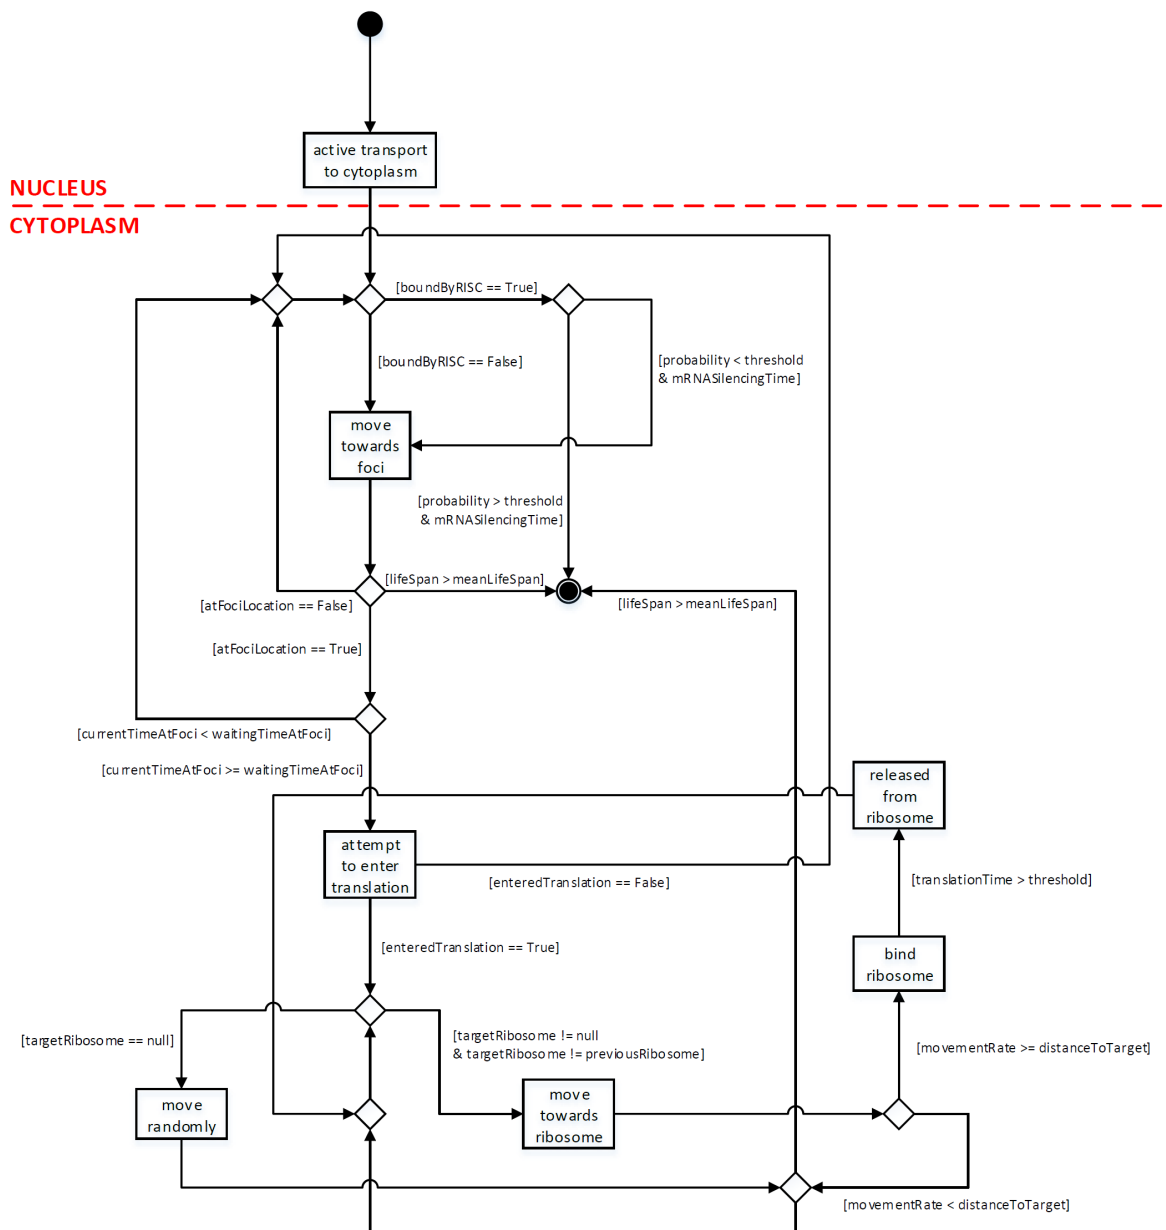 active transport
to cytoplasm
NUCLEUS
CYTOPLASM
[boundByRISC == True]
[boundByRISC == False]
[probability < threshold
& mRNASilencingTime]
move
towards
foci
[probability > threshold
& mRNASilencingTime]
[lifeSpan > meanLifeSpan]
[atFociLocation == False]
[lifeSpan > meanLifeSpan]
[atFociLocation == True]
[currentTimeAtFoci < waitingTimeAtFoci]
[currentTimeAtFoci >= waitingTimeAtFoci]
released
from
ribosome
attempt
to enter
translation
[enteredTranslation == False]
[translationTime > threshold]
[enteredTranslation == True]
bind
ribosome
[targetRibosome == null]
[targetRibosome != null
& targetRibosome != previousRibosome]
[movementRate >= distanceToTarget]
move
randomly
move
towards
ribosome
[movementRate < distanceToTarget]